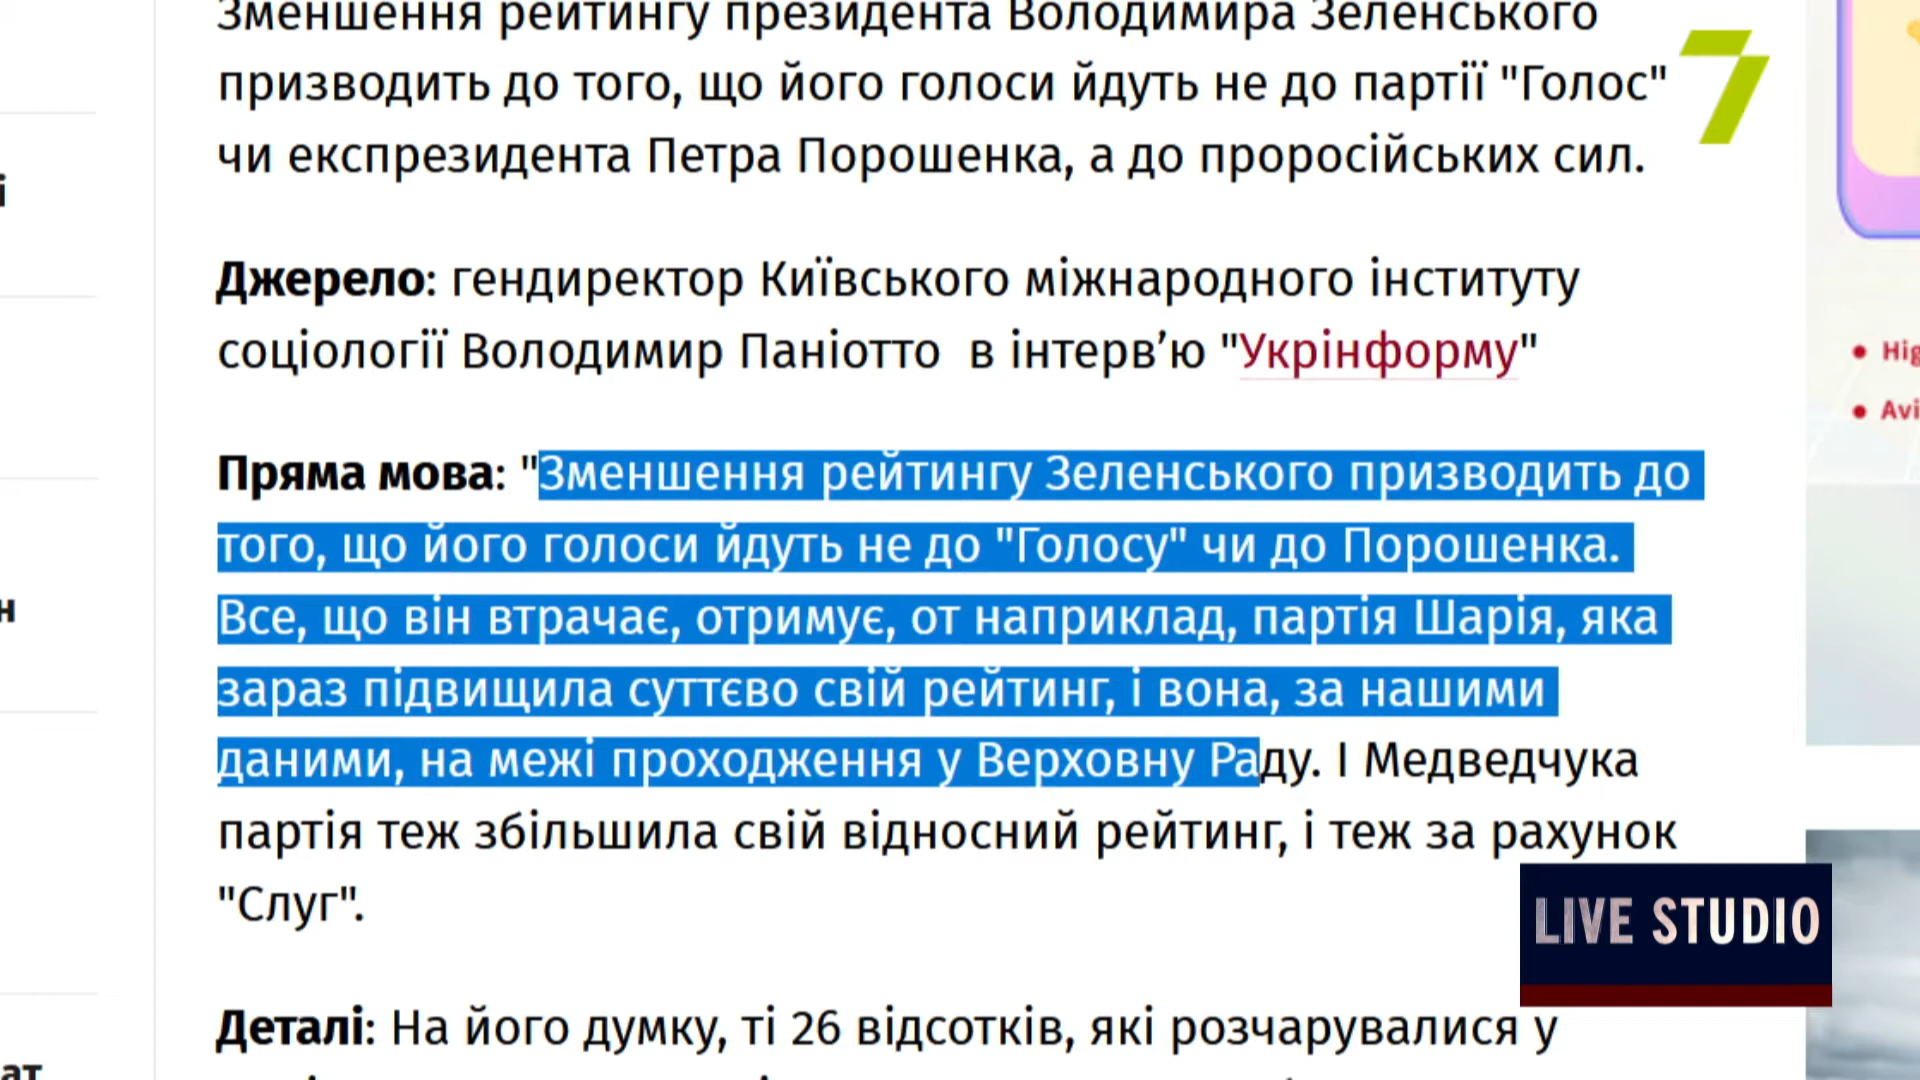 Зменшення рейтингу президента Володимира Зеленського
призводить до того, що його голоси йдуть не до партії "Голос"
чи експрезидента Петра Порошенка, а до проросійських сил.
Джерело: гендиректор Київського міжнародного інституту
соціології Володимир Паніотто в інтерв’ю "Укрінформу"
Пряма мова: "Зменшення рейтингу Зеленського призводить до
того, що його голоси йдуть не до "Голосу" чи до Порошенка.
Все, що він втрачає, отримує, от наприклад, партія Шарія, яка
зараз підвищила суттєво свій рейтинг, і вона, за нашими
даними, на межі проходження у Верховну Раду. І Медведчука
партія теж збільшила свій відносний рейтинг, і теж за рахунок
"Слуг".
Деталі: На його думку, ті 26 відсотків, які розчарувалися у
7
LIVE STUDIO